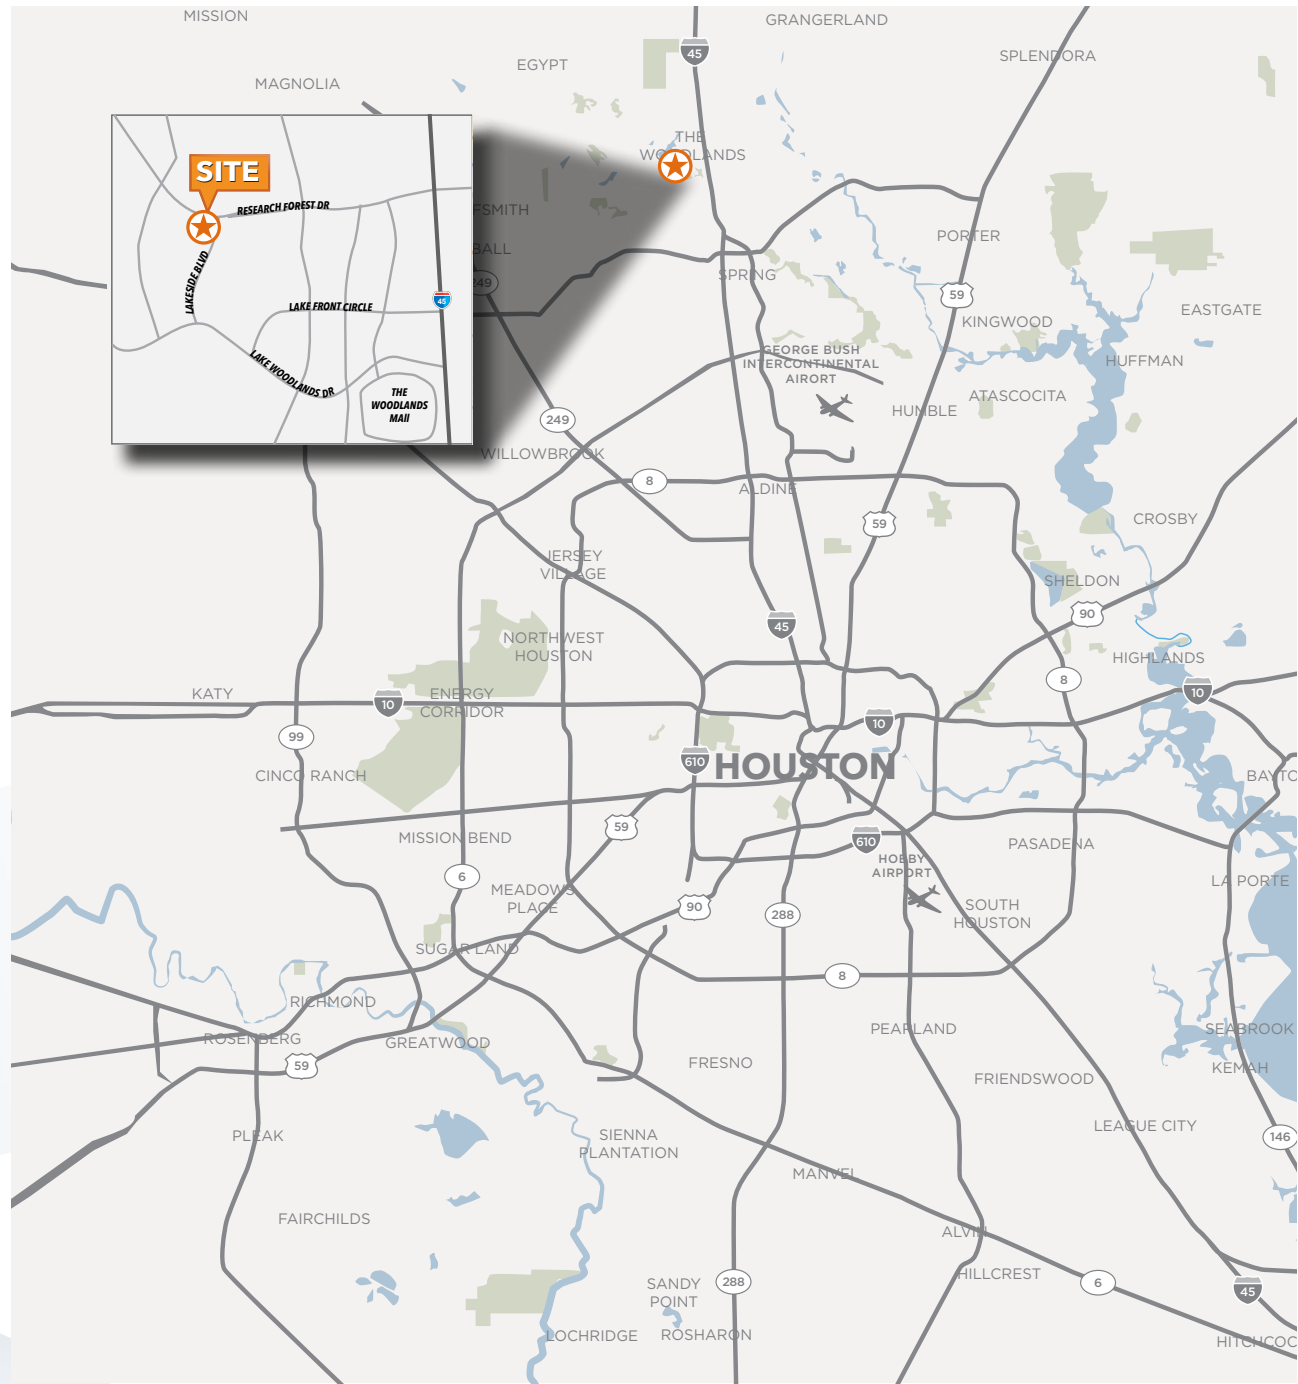 MISSION
GRANGERLAND
45
SPLENDORA
EGYPT
MAGNOLIA
THE
WOODLANDS
SITE
RESEARCH FOREST DR
LAKESIDE BLVD
LAKE FRONT CIRCLE
45
LAKE WOODLANDS DR
THE
WOODLANDS
Mall
FSMITH
BALL
249
PORTER
SPRING
59
EASTGATE
KINGWOOD
GEORGE BUSH
INTERCONTINENTAL
AIRORT
HUFFMAN
ATASCOCITA
HUMBLE
249
WILLOWBROOK
8
ALDINE
59
CROSBY
JERSEY
VILLAGE
SHELDON
90
45
NORTHWEST
HOUSTON
HIGHLANDS
8
KATY
ENERGY
CORRIDOR
10
10
10
99
610
HOUSTON
CINCO RANCH
BAYTO
59
MISSION BEND
610
HOBBY
AIRPORT
PASADENA
6
MEADOWS
PLACE
90
288
LA PORTE
SOUTH
HOUSTON
SUGAR LAND
8
RICHMOND
ROSENBERG
GREATWOOD
PEARLAND
SEABROOK
59
FRESNO
KEMAH
FRIENDSWOOD
PLEAK
SIENNA
PLANTATION
LEAGUE CITY
146
MANVEL
FAIRCHILDS
ALVIN
SANDY
POINT
288
HILLCREST
6
45
LOCHRIDGE
ROSHARON
HITCHCOC